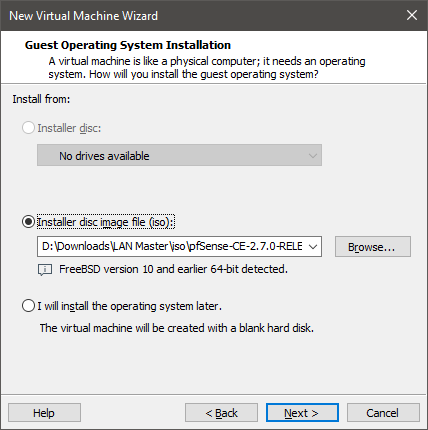 New Virtual Machine Wizard
Guest Operating System Installation
A virtual machine is like a physical computer; it needs an operating
system. How will you install the guest operating system?
Install from:
Installer disc:
No drives available
Installer disc image file (iso):
D:\Downloads\LAN Master\iso\pfSense-CE-2.7.0-RELE
Browse...
FreeBSD version 10 and earlier 64-bit detected.
I will install the operating system later.
The virtual machine will be created with a blank hard disk.
Help
< Back
Next >
Cancel